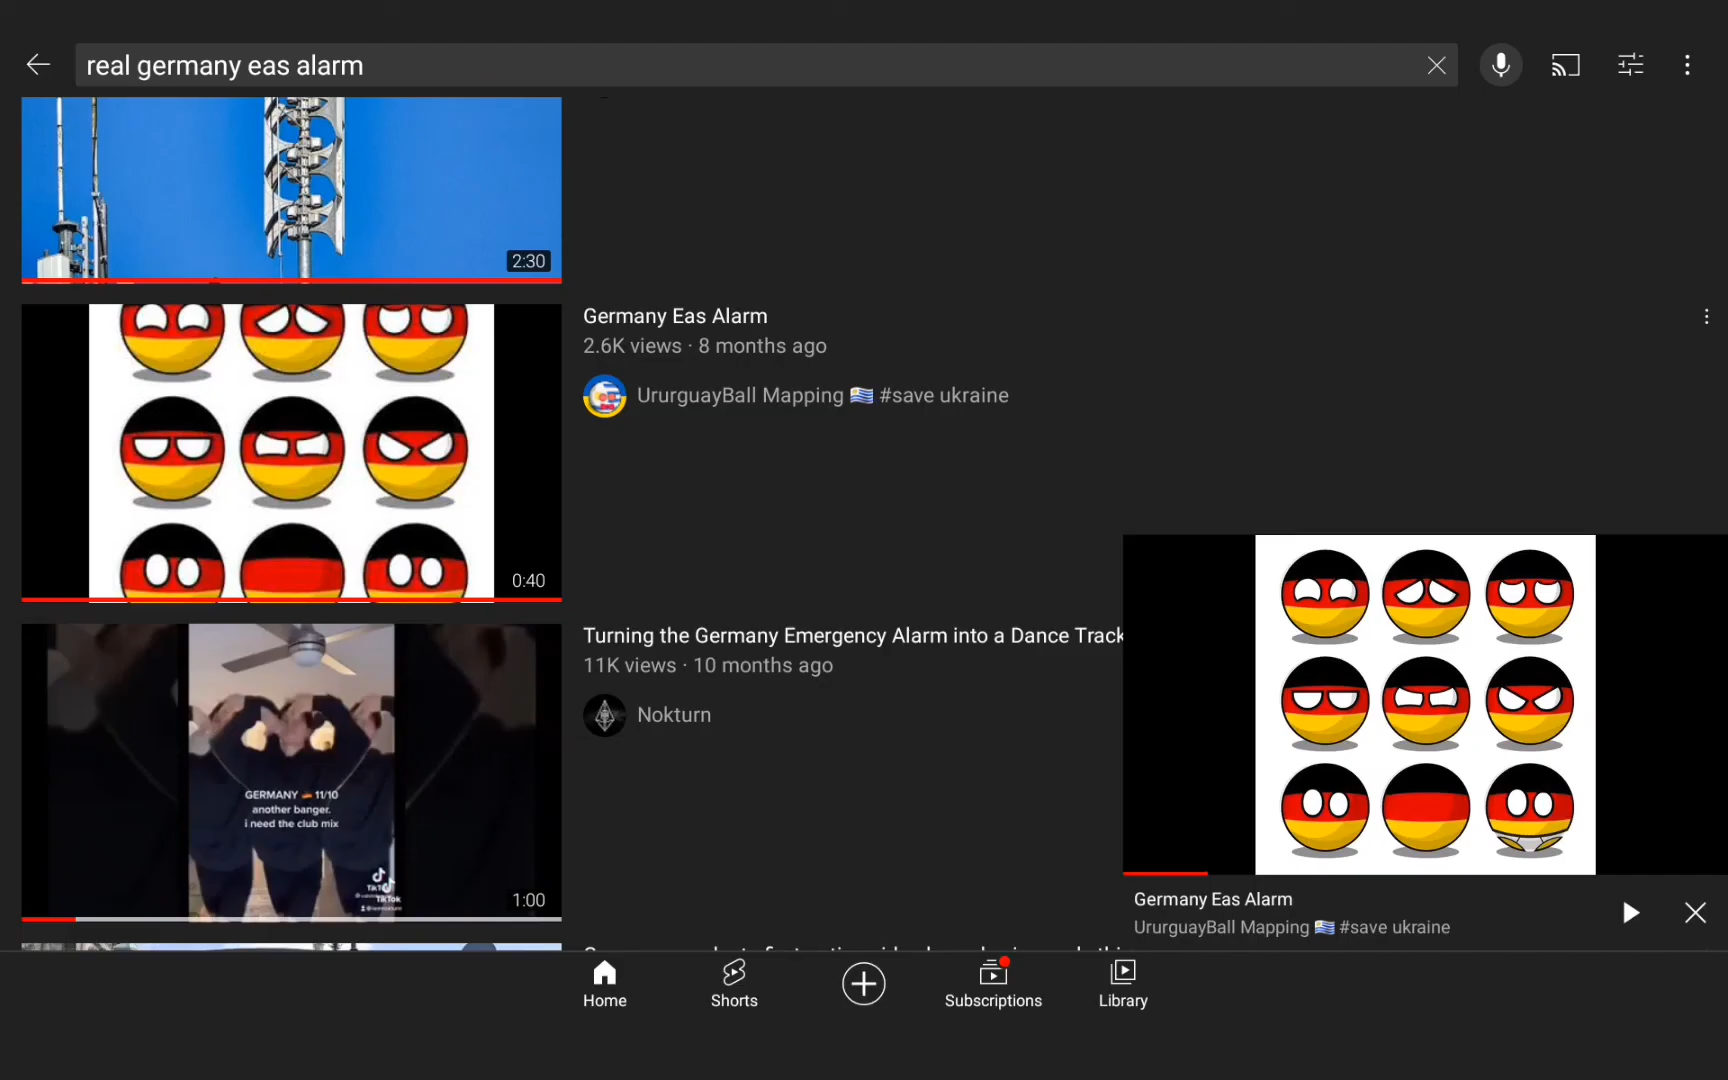 real germany eas alarm
2:30
Germany Eas Alarm
2.6K views · 8 months ago
UrurguayBall Mapping 🇺🇾 #save ukraine
0:40
Turning the Germany Emergency Alarm into a Dance Track
11K views · 10 months ago
Nokturn
GERMANY 🇩🇪 11/10
another banger.
i need the club mix
TikTok
TikTok
1:00
Germany Eas Alarm
UrurguayBall Mapping 🇺🇾 #save ukraine
Home
Shorts
Subscriptions
Library